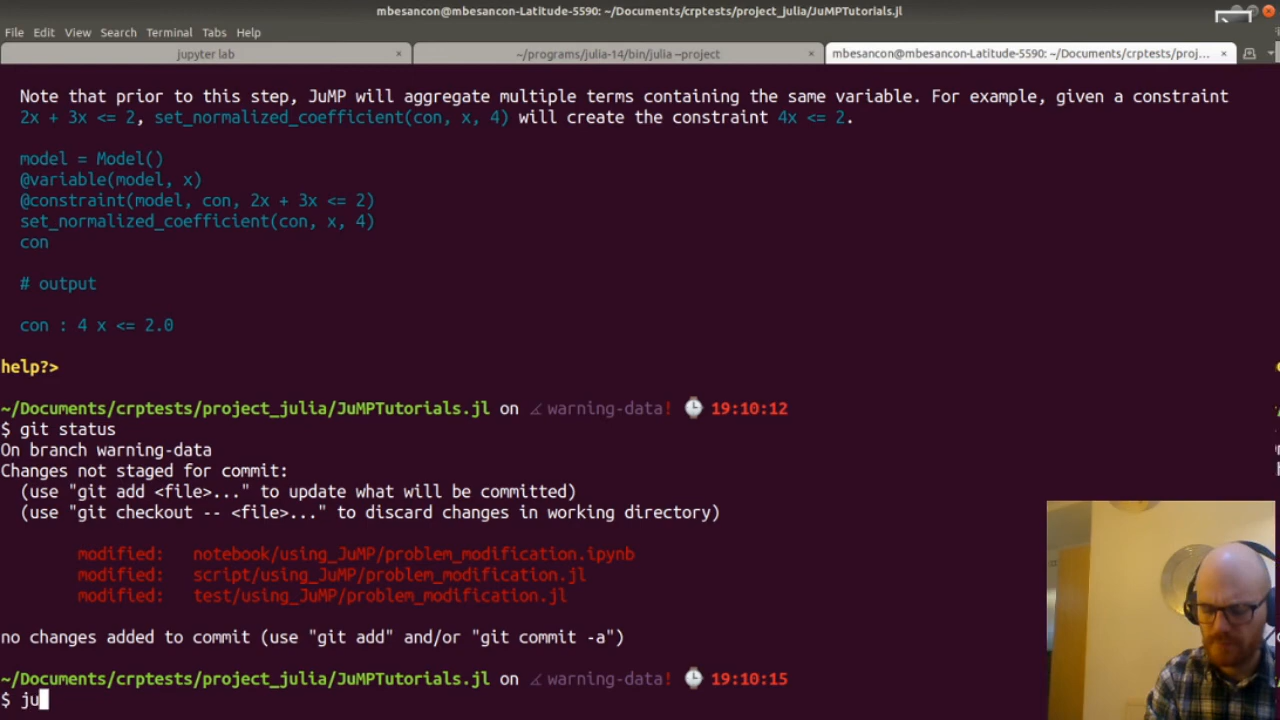 mbesancon@mbesancon-Latitude-5590: ~/Documents/crptests/project_julia/JuMPTutorials.jl
File Edit View Search Terminal Tabs Help
jupyter lab × ~/programs/julia-14/bin/julia --project × mbesancon@mbesancon-Latitude-5590: ~/Documents/crptests/proj... ×
Note that prior to this step, JuMP will aggregate multiple terms containing the same variable. For example, given a constraint
2x + 3x <= 2, set_normalized_coefficient(con, x, 4) will create the constraint 4x <= 2.
model = Model()
@variable(model, x)
@constraint(model, con, 2x + 3x <= 2)
set_normalized_coefficient(con, x, 4)
con
# output
con : 4 x <= 2.0
help?>
~/Documents/crptests/project_julia/JuMPTutorials.jl on warning-data! 19:10:12
$ git status
On branch warning-data
Changes not staged for commit:
(use "git add <file>..." to update what will be committed)
(use "git checkout -- <file>..." to discard changes in working directory)
modified: notebook/using_JuMP/problem_modification.ipynb
modified: script/using_JuMP/problem_modification.jl
modified: test/using_JuMP/problem_modification.jl
no changes added to commit (use "git add" and/or "git commit -a")
~/Documents/crptests/project_julia/JuMPTutorials.jl on warning-data! 19:10:15
$ ju